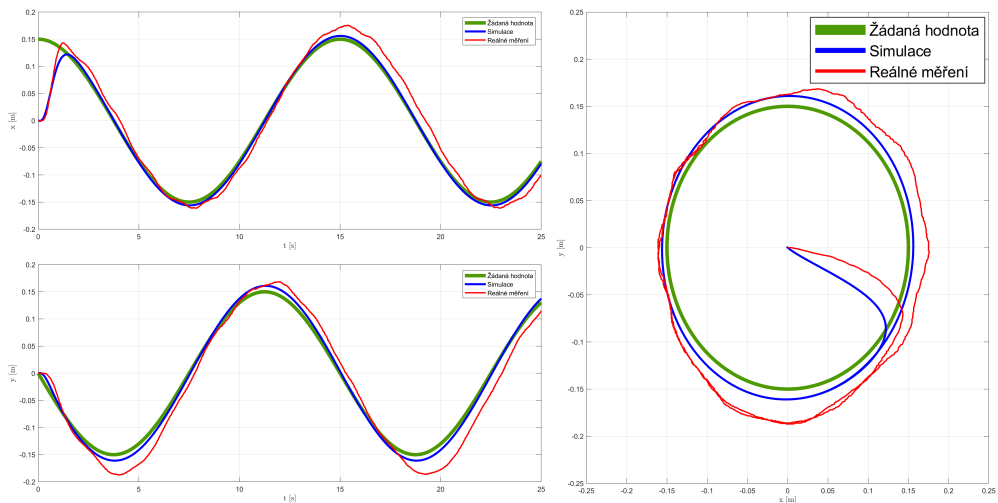 0.2
0.15
0.1
0.05
0
-0.05
-0.1
-0.15
-0.2
x [m]
0 5 10 15 20 25
t [s]
Žádaná hodnota
Simulace
Reálné měření
0.2
0.15
0.1
0.05
0
-0.05
-0.1
-0.15
-0.2
y [m]
0 5 10 15 20 25
t [s]
Žádaná hodnota
Simulace
Reálné měření
0.25
0.2
0.15
0.1
0.05
0
-0.05
-0.1
-0.15
-0.2
-0.25
y [m]
-0.25 -0.2 -0.15 -0.1 -0.05 0 0.05 0.1 0.15 0.2 0.25
x [m]
Žádaná hodnota
Simulace
Reálné měření